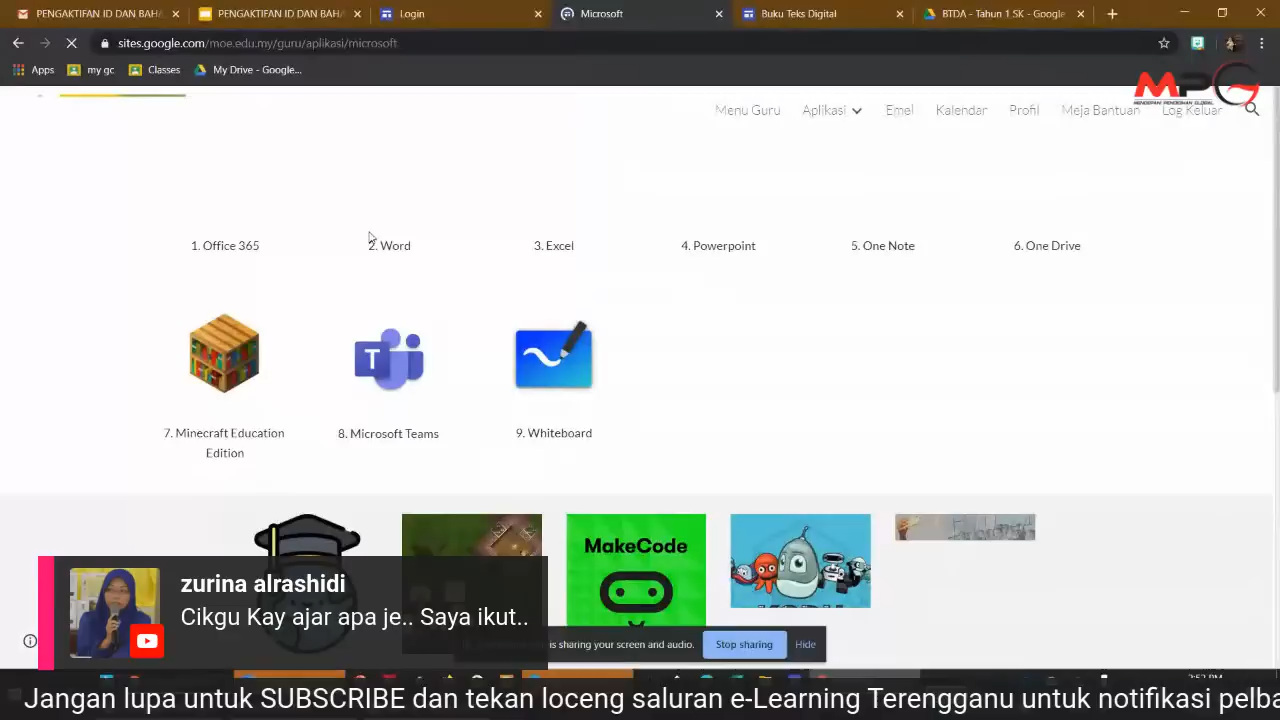 PENGAKTIFAN ID DAN BAHA
PENGAKTIFAN ID DAN BAHA
Login
Microsoft
Buku Teks Digital
BTDA - Tahun 1 SK - Google
sites.google.com/moe.edu.my/guru/aplikasi/microsoft
Apps
my gc
Classes
My Drive - Google...
MPG
Menu Guru
Aplikasi
Emel
Kalendar
Profil
Meja Bantuan
Log Keluar
1. Office 365
2. Word
3. Excel
4. Powerpoint
5. One Note
6. One Drive
T
7. Minecraft Education
Edition
8. Microsoft Teams
9. Whiteboard
MakeCode
zurina alrashidi
Cikgu Kay ajar apa je.. Saya ikut..
is sharing your screen and audio.
Stop sharing
Hide
Jangan lupa untuk SUBSCRIBE dan tekan loceng saluran e-Learning Terengganu untuk notifikasi pelba